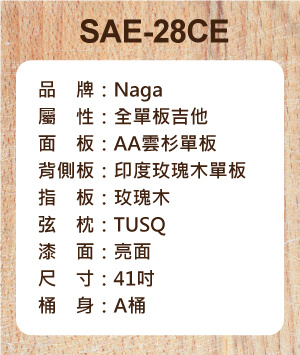 SAE-28CE
品　牌：Naga
屬　性：全單板吉他
面　板：AA雲杉單板
背側板：印度玫瑰木單板
指　板：玫瑰木
弦　枕：TUSQ
漆　面：亮面
尺　寸：41吋
桶　身：A桶